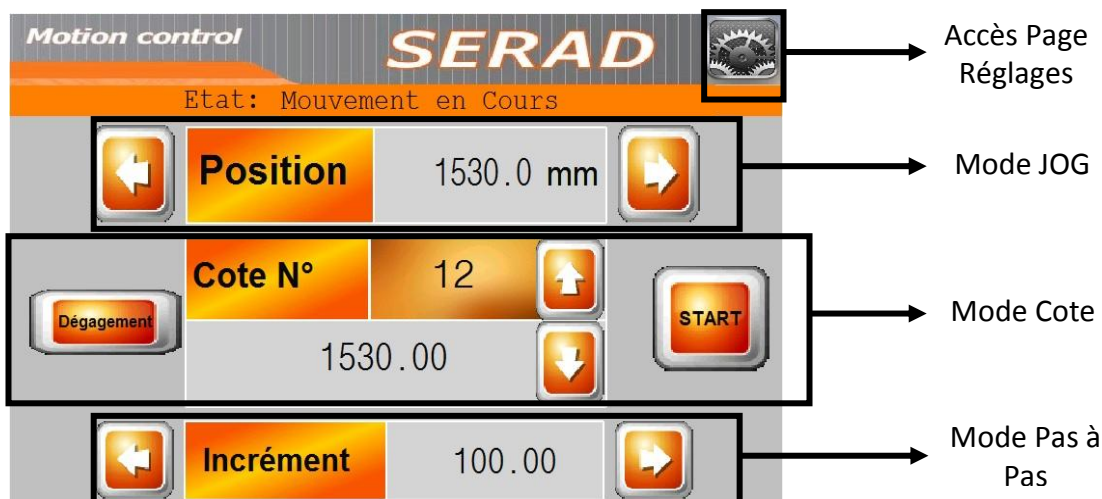 Motion control
SERAD
Accès Page
Réglages
Etat: Mouvement en Cours
Position
1530.0 mm
Mode JOG
Cote N°
12
Dégagement
START
Mode Cote
1530.00
Incrément
100.00
Mode Pas à
Pas